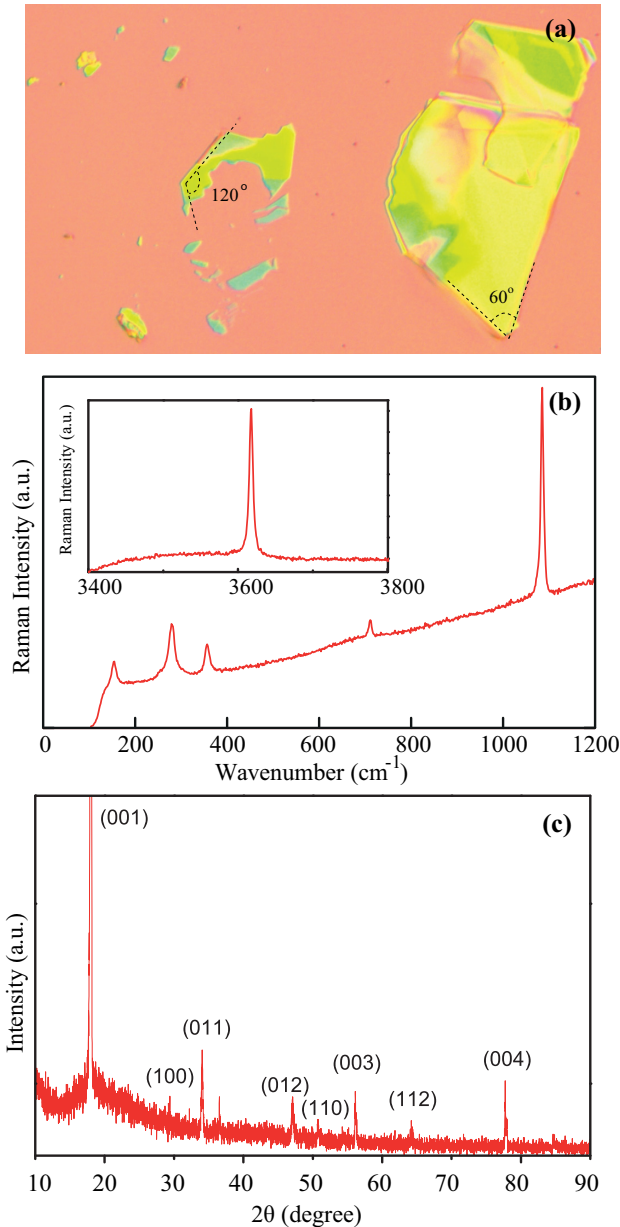 (a)
120°
60°
(b)
Raman Intensity (a.u.)
3400 3600 3800
Raman Intensity (a.u.)
0 200 400 600 800 1000 1200
Wavenumber (cm⁻¹)
(c)
(001)
(011)
(100)
(012)
(110)
(003)
(112)
(004)
Intensity (a.u.)
10 20 30 40 50 60 70 80 90
2θ (degree)